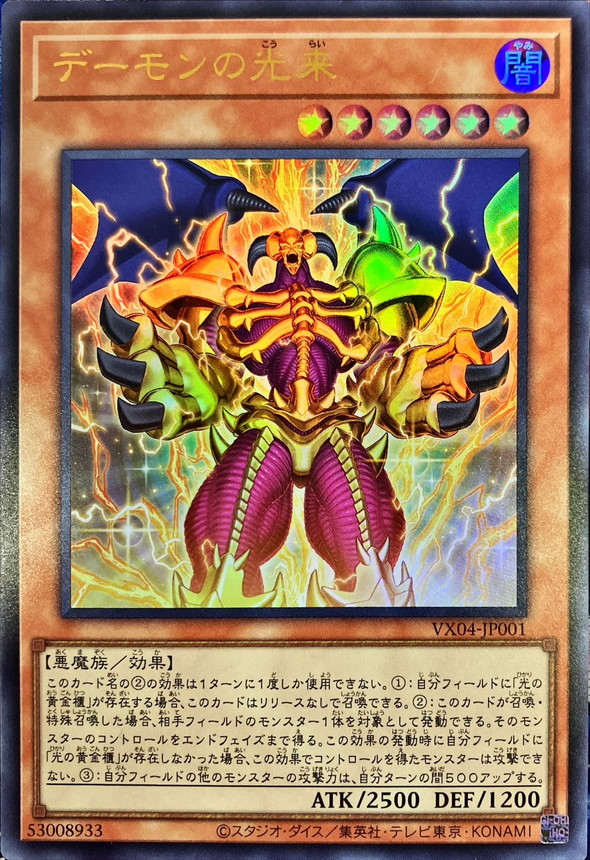 デーモンの光来
こう らい
闇
やみ
VX04-JP001
【悪魔族/効果】
このカード名の②の効果は1ターンに1度しか使用できない。①:自分フィールドに「光の
黄金櫃」が存在する場合、このカードはリリースなしで召喚できる。②:このカードが召喚・
特殊召喚した場合、相手フィールドのモンスター1体を対象として発動できる。そのモン
スターのコントロールをエンドフェイズまで得る。この効果の発動時に自分フィールドに
「光の黄金櫃」が存在しなかった場合、この効果でコントロールを得たモンスターは攻撃でき
ない。③:自分フィールドの他のモンスターの攻撃力は、自分ターンの間500アップする。
ATK/2500 DEF/1200
53008933
©スタジオ・ダイス/集英社・テレビ東京・KONAMI